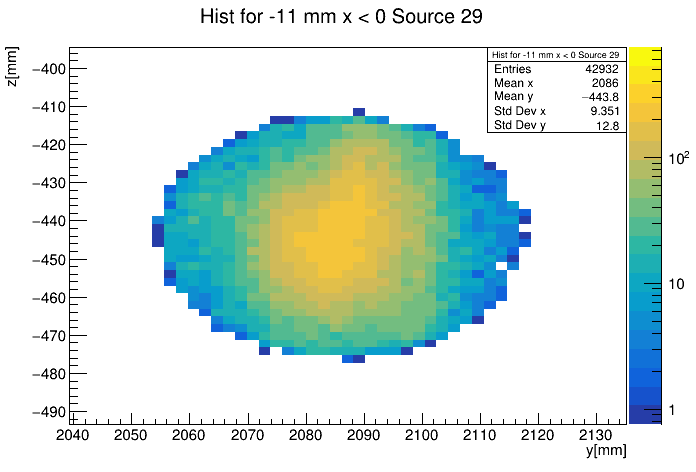 Hist for -11 mm x < 0 Source 29
z[mm]
Hist for -11 mm x < 0 Source 29
Entries 42932
Mean x 2086
Mean y −443.8
Std Dev x 9.351
Std Dev y 12.8
−400
−410
−420
−430
−440
−450
−460
−470
−480
−490
10²
10
1
2040 2050 2060 2070 2080 2090 2100 2110 2120 2130
y[mm]